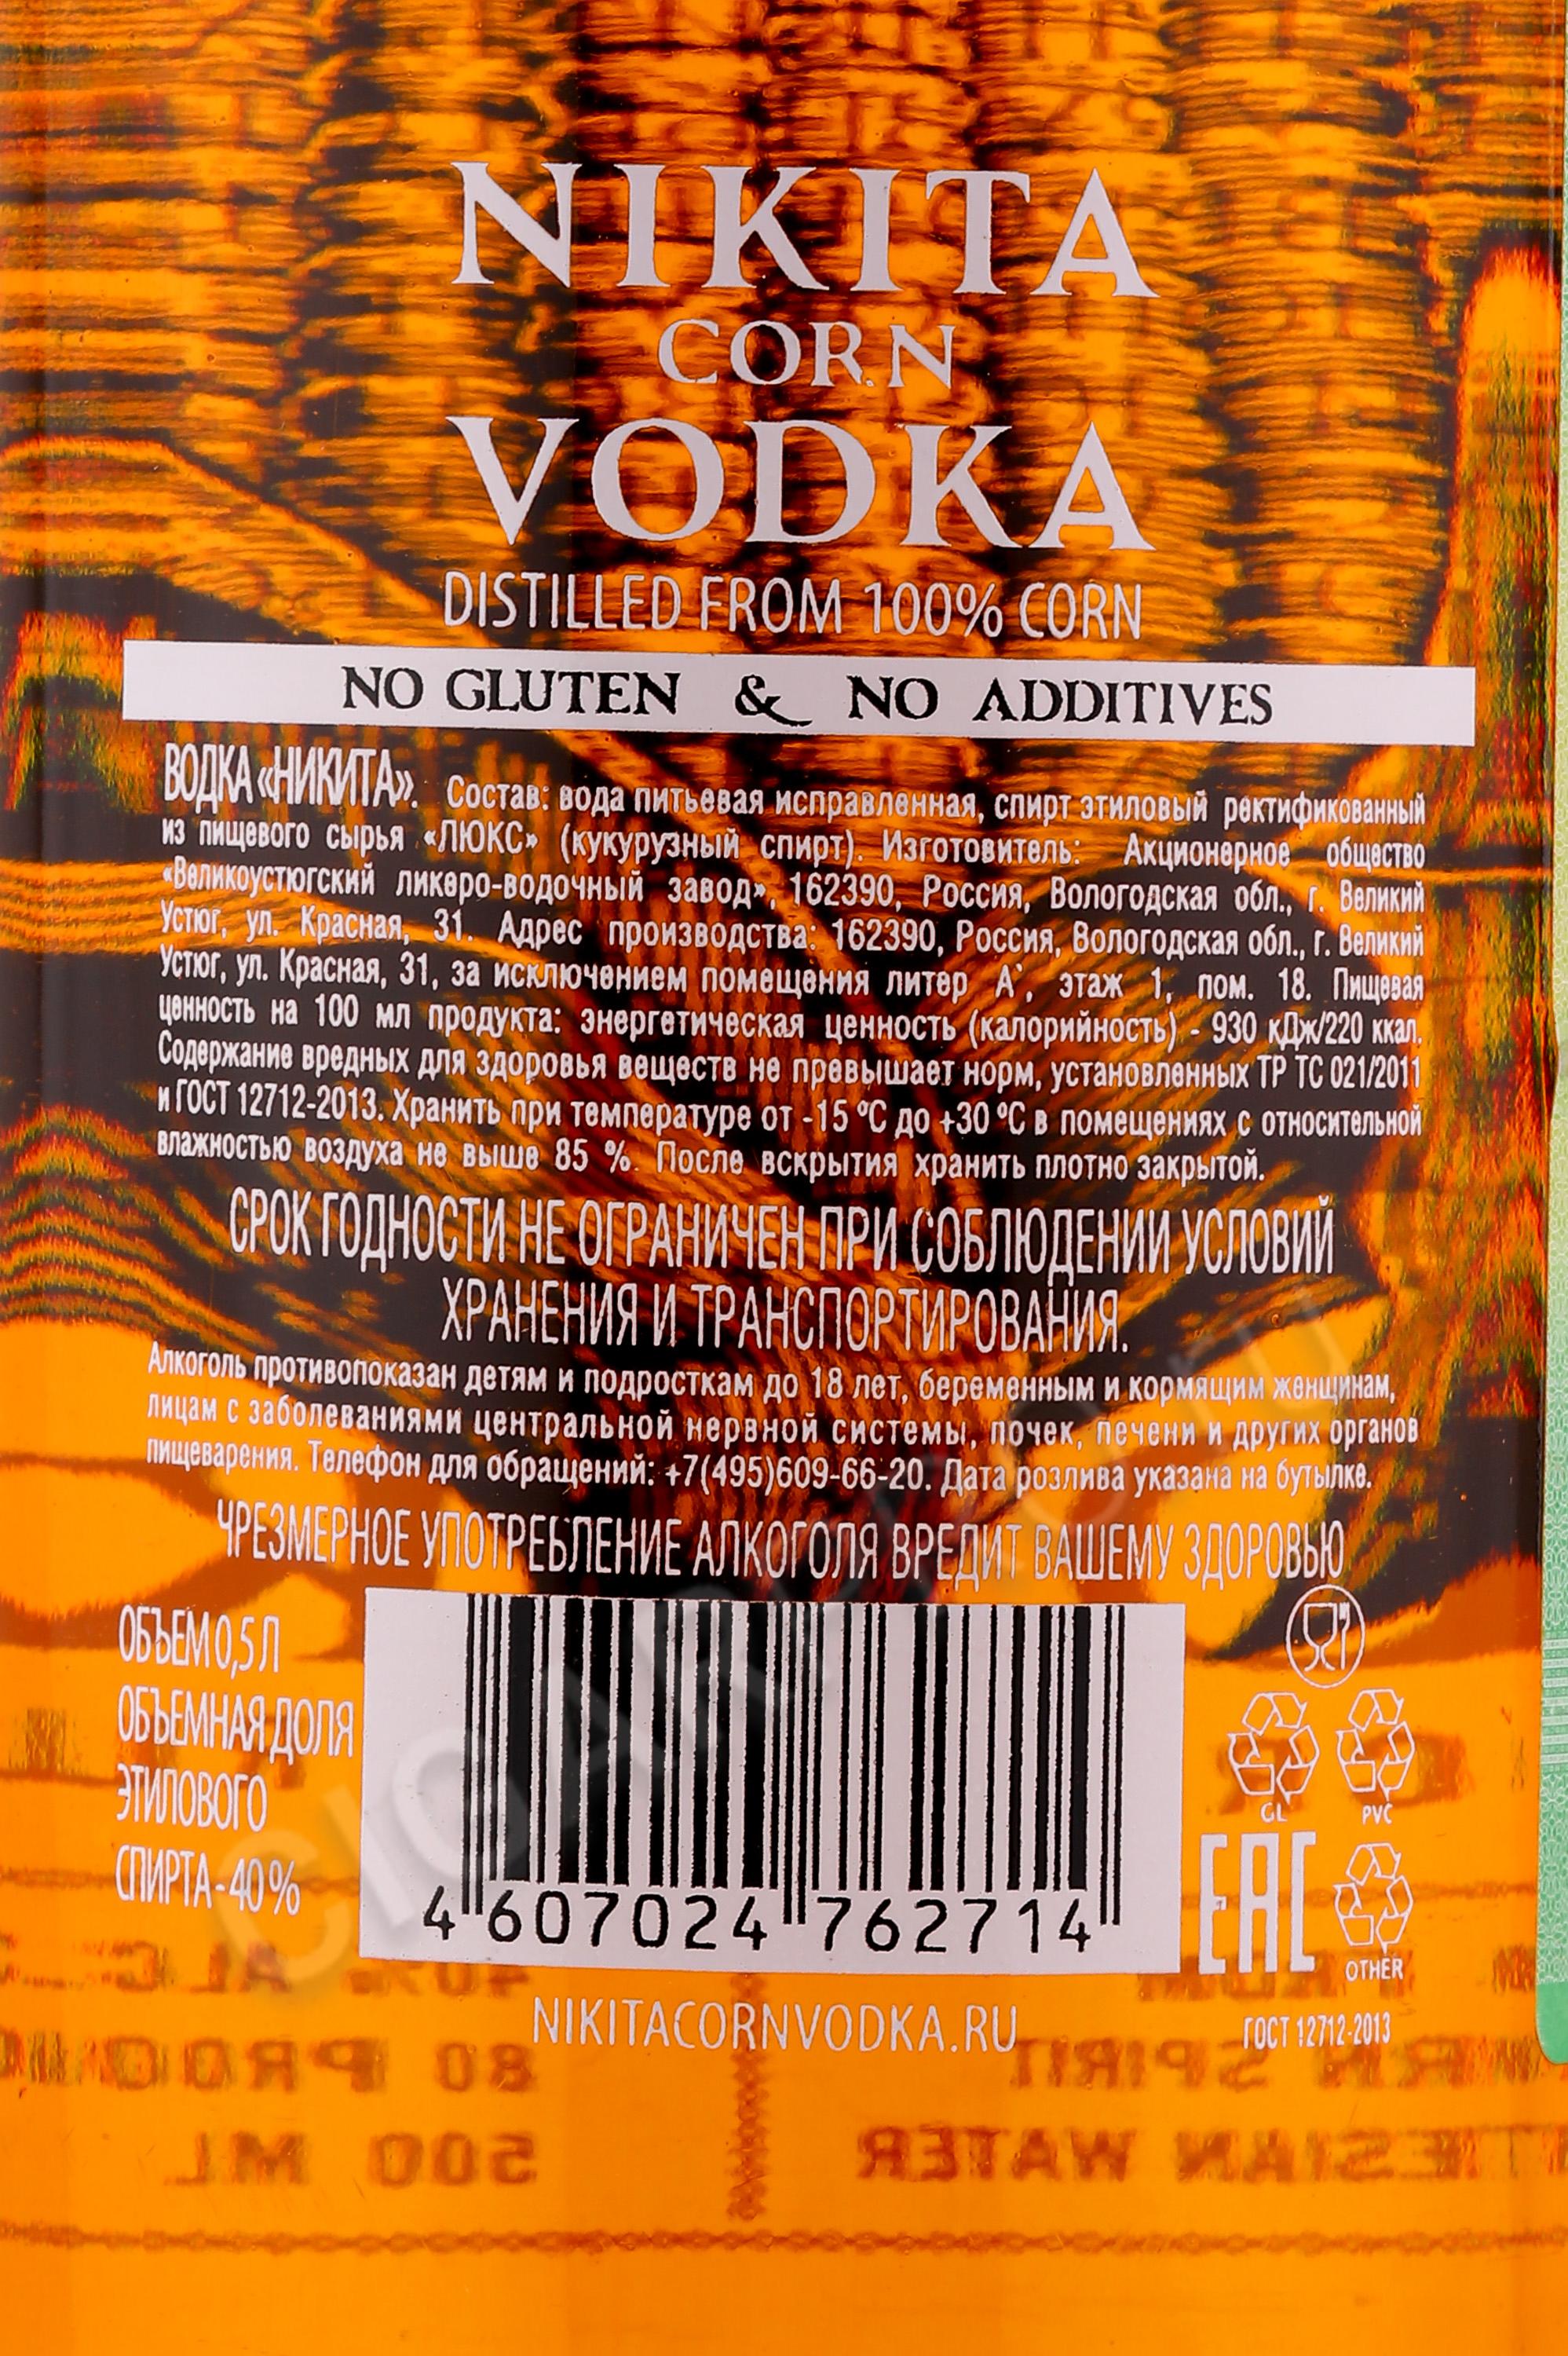 NIKITA
CORN
VODKA
DISTILLED FROM 100% CORN
NO GLUTEN & NO ADDITIVES
ВОДКА «НИКИТА». Состав: вода питьевая исправленная, спирт этиловый ректификованный
из пищевого сырья «ЛЮКС» (кукурузный спирт). Изготовитель: Акционерное общество
«Великоустюгский ликеро-водочный завод», 162390, Россия, Вологодская обл., г. Великий
Устюг, ул. Красная, 31. Адрес производства: 162390, Россия, Вологодская обл., г. Великий
Устюг, ул. Красная, 31, за исключением помещения литер А`, этаж 1, пом. 18. Пищевая
ценность на 100 мл продукта: энергетическая ценность (калорийность) - 930 кДж/220 ккал.
Содержание вредных для здоровья веществ не превышает норм, установленных ТР ТС 021/2011
и ГОСТ 12712-2013. Хранить при температуре от -15 °С до +30 °С в помещениях с относительной
влажностью воздуха не выше 85 %. После вскрытия хранить плотно закрытой.
СРОК ГОДНОСТИ НЕ ОГРАНИЧЕН ПРИ СОБЛЮДЕНИИ УСЛОВИЙ
ХРАНЕНИЯ И ТРАНСПОРТИРОВАНИЯ.
Алкоголь противопоказан детям и подросткам до 18 лет, беременным и кормящим женщинам,
лицам с заболеваниями центральной нервной системы, почек, печени и других органов
пищеварения. Телефон для обращений: +7(495)609-66-20. Дата розлива указана на бутылке.
ЧРЕЗМЕРНОЕ УПОТРЕБЛЕНИЕ АЛКОГОЛЯ ВРЕДИТ ВАШЕМУ ЗДОРОВЬЮ
ОБЪЕМ 0,5 Л
ОБЪЕМНАЯ ДОЛЯ
ЭТИЛОВОГО
СПИРТА - 40 %
4 607024 762714
GL PVC
EAC
OTHER
NIKITACORNVODKA.RU
ГОСТ 12712-2013
40% ALC
80 PROOF
500 ML
SPIRIT
WATER